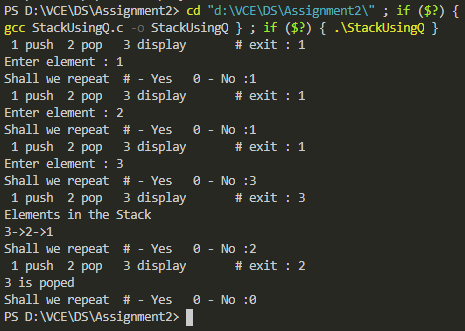 PS D:\VCE\DS\Assignment2> cd "d:\VCE\DS\Assignment2\" ; if ($?) {
gcc StackUsingQ.c -o StackUsingQ } ; if ($?) { .\StackUsingQ }
1 push  2 pop   3 display       # exit : 1
Enter element : 1
Shall we repeat  # - Yes   0 - No :1
1 push  2 pop   3 display       # exit : 1
Enter element : 2
Shall we repeat  # - Yes   0 - No :1
1 push  2 pop   3 display       # exit : 1
Enter element : 3
Shall we repeat  # - Yes   0 - No :3
1 push  2 pop   3 display       # exit : 3
Elements in the Stack
3->2->1
Shall we repeat  # - Yes   0 - No :2
1 push  2 pop   3 display       # exit : 2
3 is poped
Shall we repeat  # - Yes   0 - No :0
PS D:\VCE\DS\Assignment2>